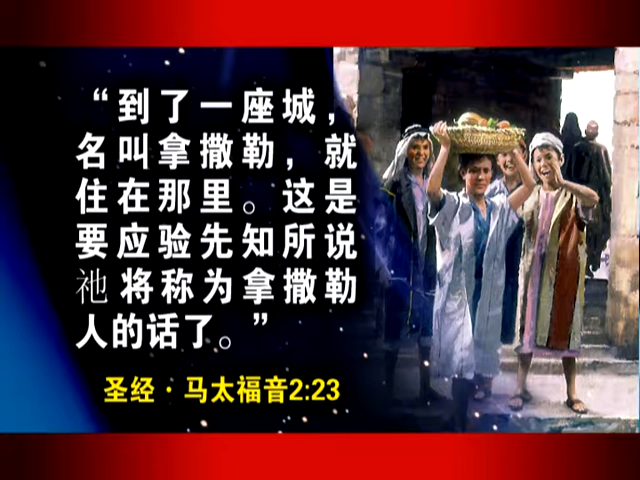 “到了一座城，
名叫拿撒勒，就
住在那里。这是
要应验先知所说
祂将称为拿撒勒
人的话了。”
圣经·马太福音2:23